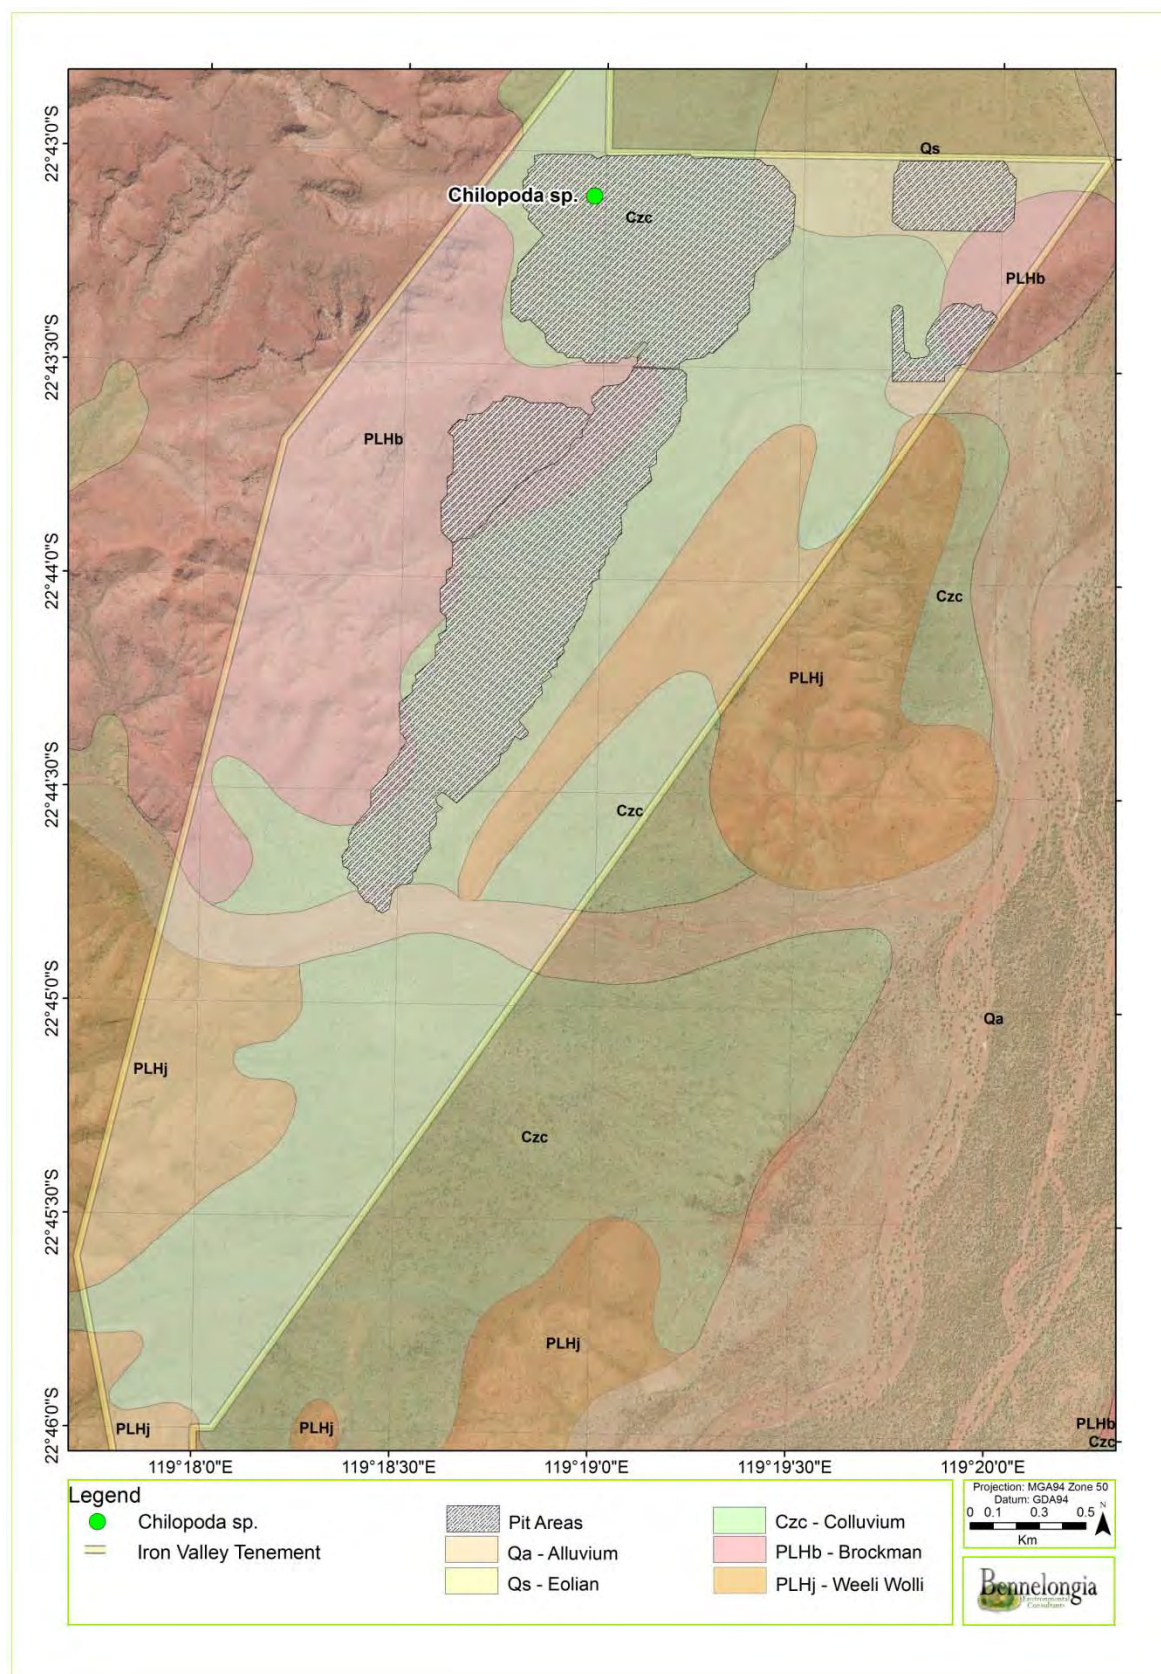 22°43'0"S
22°43'30"S
22°44'0"S
22°44'30"S
22°45'0"S
22°45'30"S
22°46'0"S
Qs
Chilopoda sp.
Czc
PLHb
PLHb
Czc
PLHj
Czc
Qa
PLHj
Czc
PLHj
PLHj
PLHj
PLHb
Czc
119°18'0"E
119°18'30"E
119°19'0"E
119°19'30"E
119°20'0"E
Legend
Chilopoda sp.
Iron Valley Tenement
Pit Areas
Qa - Alluvium
Qs - Eolian
Czc - Colluvium
PLHb - Brockman
PLHj - Weeli Wolli
Projection: MGA94 Zone 50
Datum: GDA94
N
0 0.1 0.3 0.5
Km
Bennelongia
Environmental
Consultants